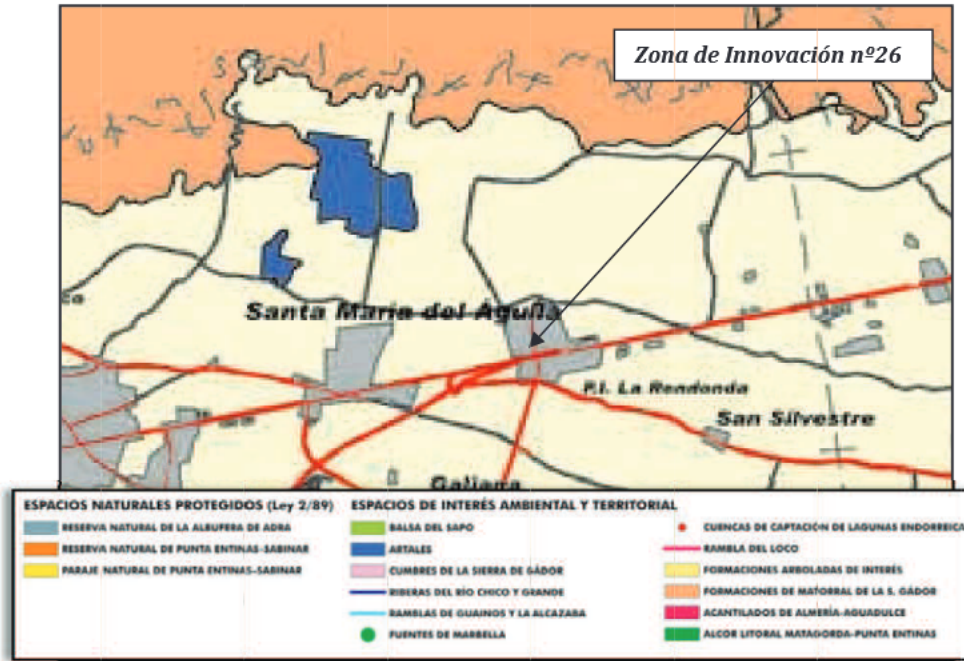 Zona de Innovación nº26
Santa María del Aguila
P.I. La Rendonda
San Silvestre
Galiana
ESPACIOS NATURALES PROTEGIDOS (Ley 2/89)
RESERVA NATURAL DE LA ALBUFERA DE ADRA
RESERVA NATURAL DE PUNTA ENTINAS-SABINAR
PARAJE NATURAL DE PUNTA ENTINAS-SABINAR
ESPACIOS DE INTERÉS AMBIENTAL Y TERRITORIAL
BALSA DEL SAPO
ARTALES
CUMBRES DE LA SIERRA DE GÁDOR
RIBERAS DEL RÍO CHICO Y GRANDE
RAMBLAS DE GUAINOS Y LA ALCAZABA
FUENTES DE MARBELLA
CUENCAS DE CAPTACIÓN DE LAGUNAS ENDORREICA
RAMBLA DEL LOCO
FORMACIONES ARBOLADAS DE INTERÉS
FORMACIONES DE MATORRAL DE LA S. GÁDOR
ACANTILADOS DE ALMERÍA-AGUADULCE
ALCOR LITORAL MATAGORDA-PUNTA ENTINAS